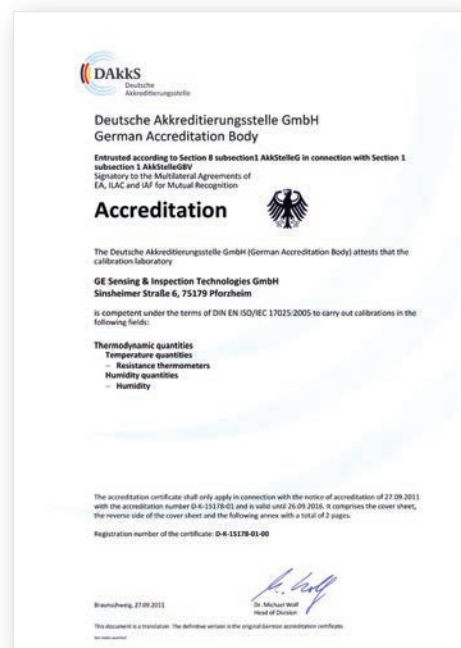 DAkkS
Deutsche
Akkreditierungsstelle
Deutsche Akkreditierungsstelle GmbH
German Accreditation Body
Entrusted according to Section 8 subsection1 AkkStelleG in connection with Section 1
subsection 1 AkkStelleGBV
Signatory to the Multilateral Agreements of
EA, ILAC and IAF for Mutual Recognition
Accreditation
The Deutsche Akkreditierungsstelle GmbH (German Accreditation Body) attests that the
calibration laboratory
GE Sensing & Inspection Technologies GmbH
Sinsheimer Straße 6, 75179 Pforzheim
is competent under the terms of DIN EN ISO/IEC 17025:2005 to carry out calibrations in the
following fields:
Thermodynamic quantities
Temperature quantities
– Resistance thermometers
Humidity quantities
– Humidity
The accreditation certificate shall only apply in connection with the notice of accreditation of 27.09.2011
with the accreditation number D-K-15178-01 and is valid until 26.09.2016. It comprises the cover sheet,
the reverse side of the cover sheet and the following annex with a total of 2 pages.
Registration number of the certificate: D-K-15178-01-00
Braunschweig, 27.09.2011
Dr. Michael Wolf
Head of Division
This document is a translation. The definitive version is the original German accreditation certificate.